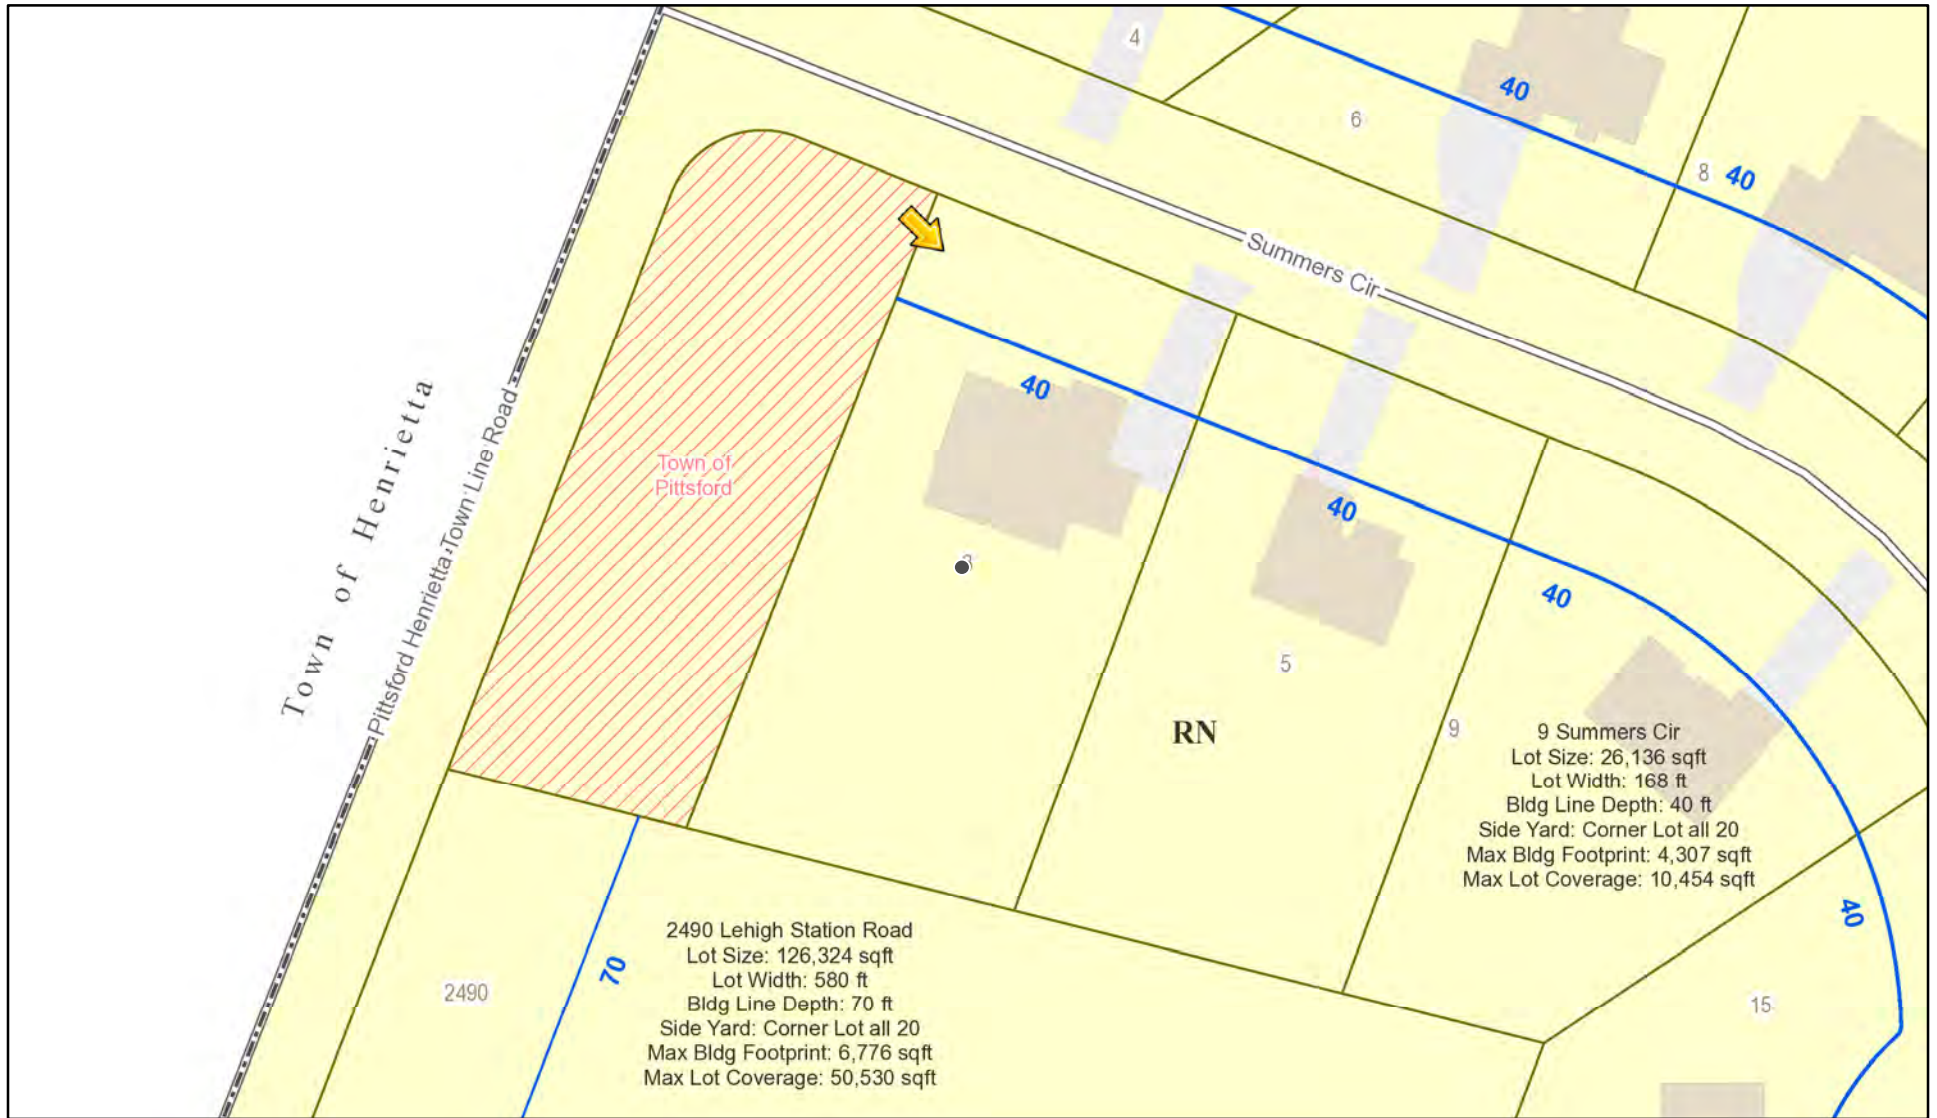 4
40
6
8
40
Summers Cir
40
Town of Henrietta
Pittsford Henrietta Town Line Road
Town of
Pittsford
40
3
40
5
RN
9
9 Summers Cir
Lot Size: 26,136 sqft
Lot Width: 168 ft
Bldg Line Depth: 40 ft
Side Yard: Corner Lot all 20
Max Bldg Footprint: 4,307 sqft
Max Lot Coverage: 10,454 sqft
40
2490 Lehigh Station Road
Lot Size: 126,324 sqft
Lot Width: 580 ft
Bldg Line Depth: 70 ft
Side Yard: Corner Lot all 20
Max Bldg Footprint: 6,776 sqft
Max Lot Coverage: 50,530 sqft
70
2490
15